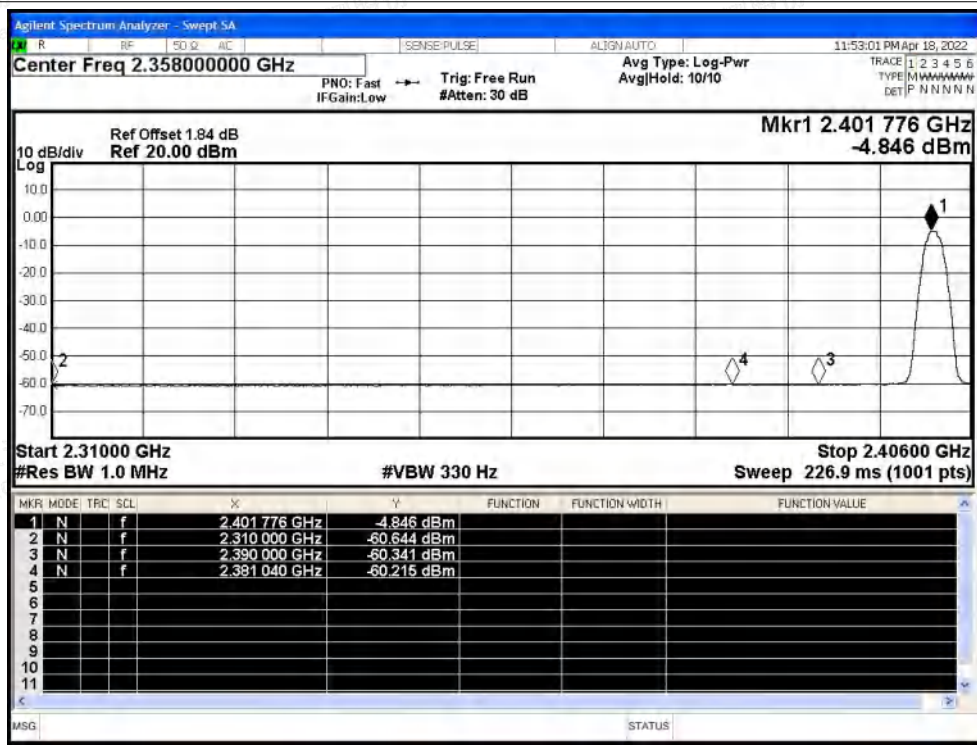 Agilent Spectrum Analyzer - Swept SA
R RF 50 Ω AC SENSE:PULSE ALIGN AUTO 11:53:01 PM Apr 18, 2022
Center Freq 2.358000000 GHz
PNO: Fast
IFGain:Low
Trig: Free Run
#Atten: 30 dB
Avg Type: Log-Pwr
Avg|Hold: 10/10
TRACE 1 2 3 4 5 6
TYPE M
DET P N N N N N
Ref Offset 1.84 dB
10 dB/div Ref 20.00 dBm
Log
Mkr1 2.401 776 GHz
-4.846 dBm
10.0
0.00
-10.0
-20.0
-30.0
-40.0
-50.0
-60.0
-70.0
1
2
4
3
Start 2.31000 GHz Stop 2.40600 GHz
#Res BW 1.0 MHz #VBW 330 Hz Sweep 226.9 ms (1001 pts)
MKR MODE TRC SCL X Y FUNCTION FUNCTION WIDTH FUNCTION VALUE
1 N f 2.401 776 GHz -4.846 dBm
2 N f 2.310 000 GHz -60.644 dBm
3 N f 2.390 000 GHz -60.341 dBm
4 N f 2.381 040 GHz -60.215 dBm
5
6
7
8
9
10
11
MSG STATUS